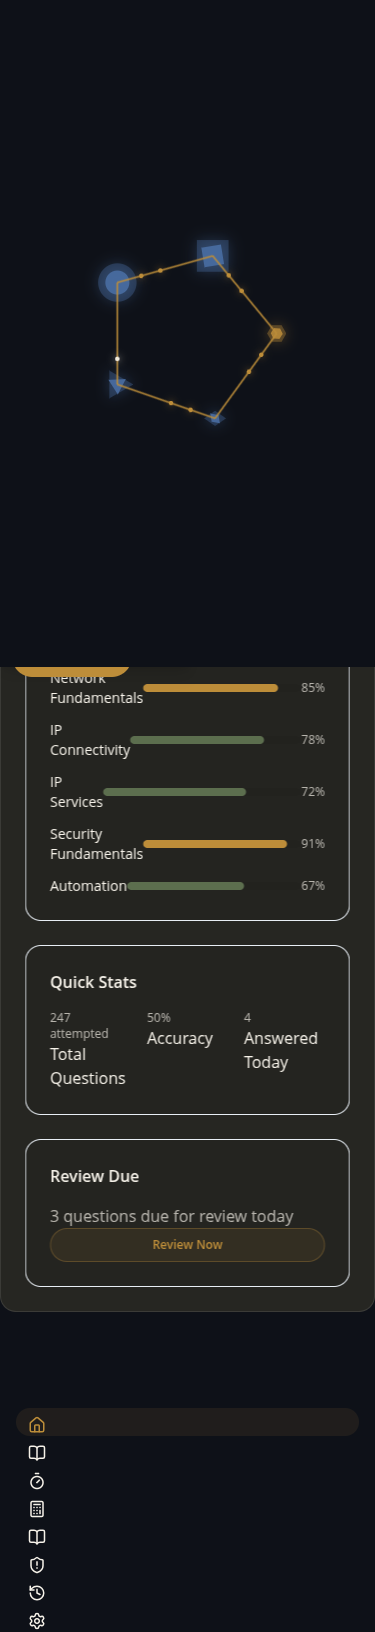 Network
Fundamentals
85%
IP
Connectivity
78%
IP
Services
72%
Security
Fundamentals
91%
Automation
67%
Quick Stats
247
attempted
Total
Questions
50%
Accuracy
4
Answered
Today
Review Due
3 questions due for review today
Review Now